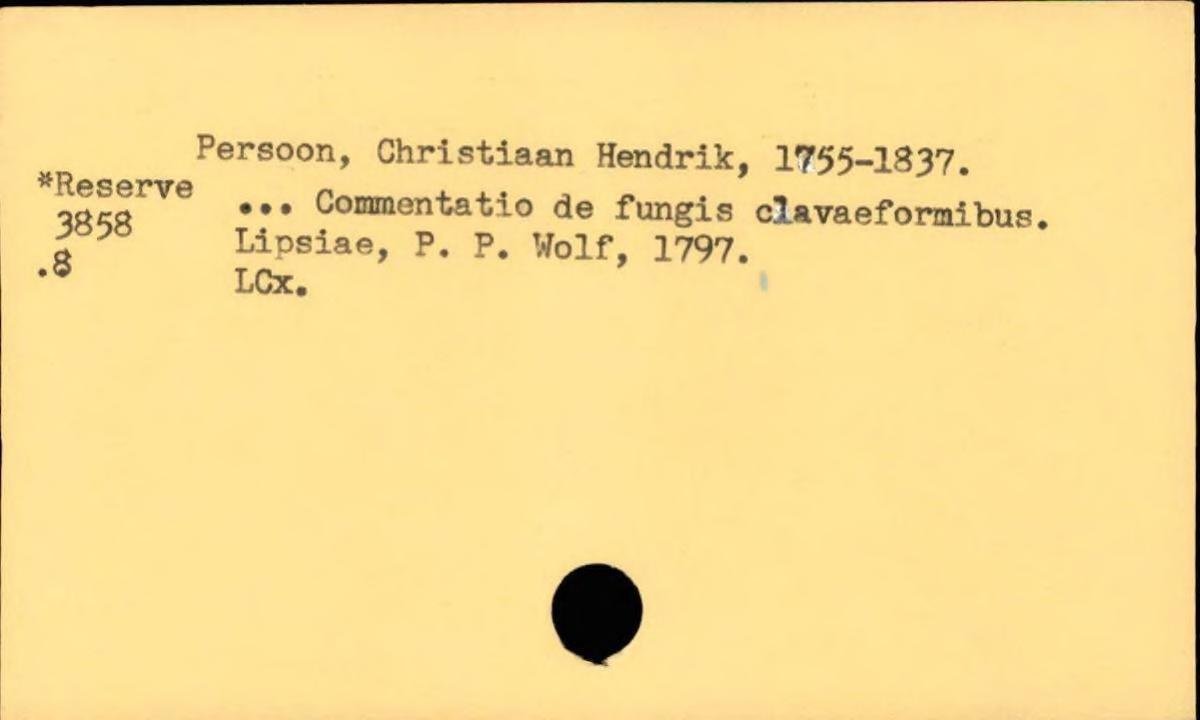 Persoon, Christiaan Hendrik, 1755-1837.
*Reserve
3858
.8
... Commentatio de fungis clavaeformibus.
Lipsiae, P. P. Wolf, 1797.
LCx.